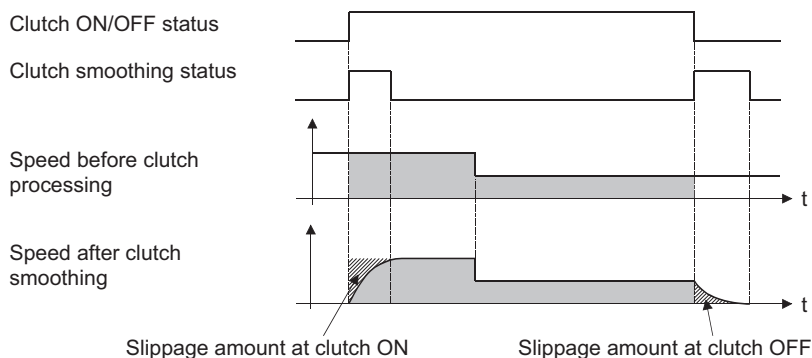 Clutch ON/OFF status
Clutch smoothing status
Speed before clutch
processing
t
Speed after clutch
smoothing
t
Slippage amount at clutch ON
Slippage amount at clutch OFF